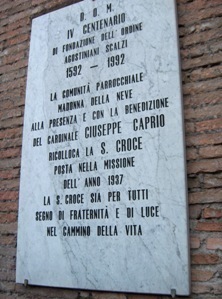 D. O. M.
IV CENTENARIO
DI FONDAZIONE DELL'ORDINE
AGOSTINIANI SCALZI
1592 - 1992
LA COMUNITÀ PARROCCHIALE
MADONNA DELLA NEVE
ALLA PRESENZA E CON LA BENEDIZIONE
DEL CARDINALE GIUSEPPE CAPRIO
RICOLLOCA LA S. CROCE
POSTA NELLA MISSIONE
DELL'ANNO 1937
LA S. CROCE SIA PER TUTTI
SEGNO DI FRATERNITÀ E DI LUCE
NEL CAMMINO DELLA VITA